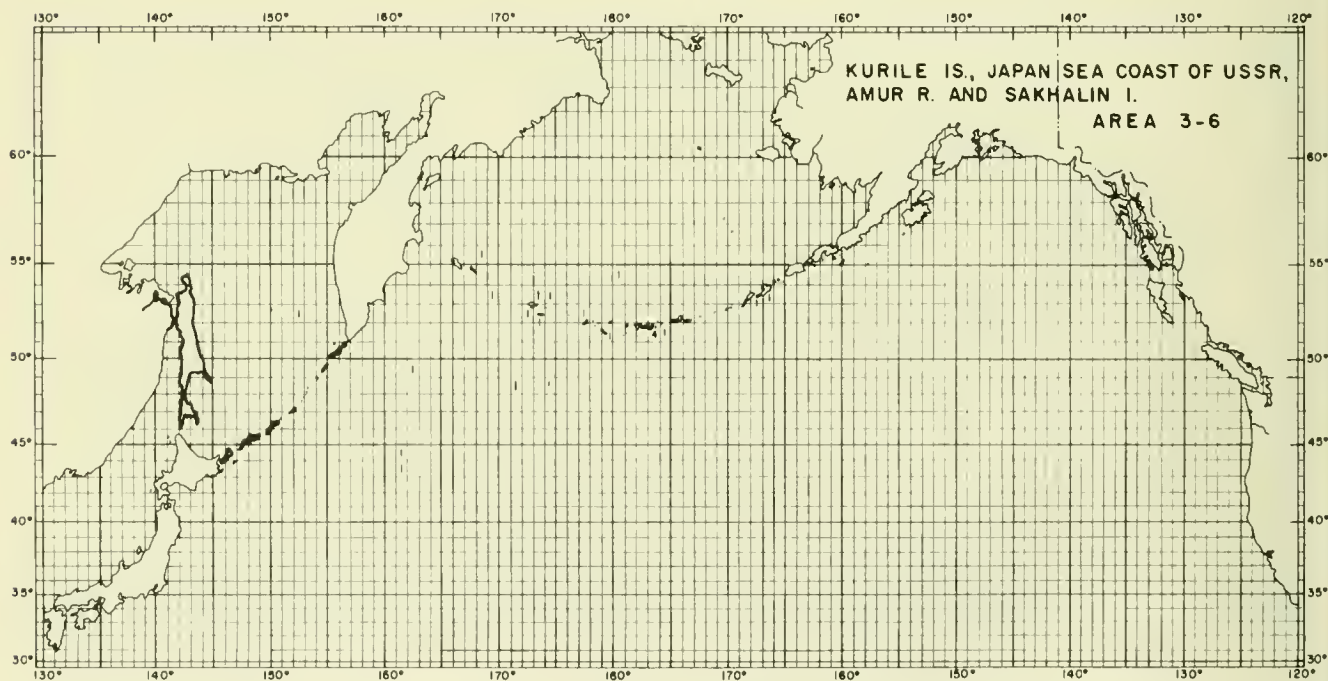 130° 140° 150° 160° 170° 180° 170° 160° 150° 140° 130° 120°
KURILE IS., JAPAN SEA COAST OF USSR,
AMUR R. AND SAKHALIN I.
AREA 3-6
60° 60°
55° 55°
50° 50°
45° 45°
40° 40°
35° 35°
30° 30°
130° 140° 150° 160° 170° 180° 170° 160° 150° 140° 130° 120°